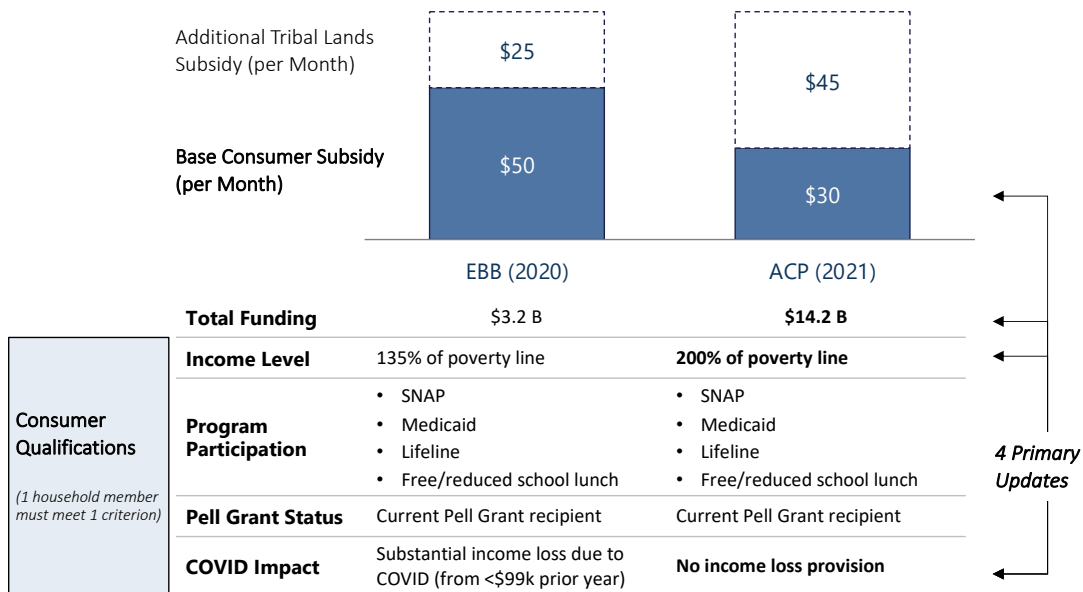 Additional Tribal Lands
Subsidy (per Month)
$25
$45
Base Consumer Subsidy
(per Month)
$50
$30
EBB (2020)
ACP (2021)
Total Funding
$3.2 B
$14.2 B
Income Level
135% of poverty line
200% of poverty line
Consumer
Qualifications
(1 household member
must meet 1 criterion)
Program
Participation
• SNAP
• Medicaid
• Lifeline
• Free/reduced school lunch
• SNAP
• Medicaid
• Lifeline
• Free/reduced school lunch
4 Primary
Updates
Pell Grant Status
Current Pell Grant recipient
Current Pell Grant recipient
COVID Impact
Substantial income loss due to
COVID (from <$99k prior year)
No income loss provision